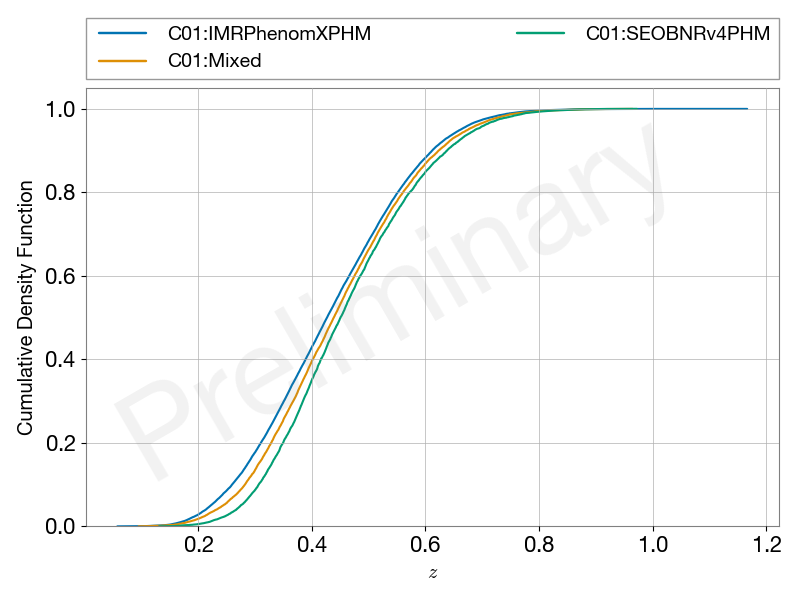 C01:IMRPhenomXPHM
C01:Mixed
C01:SEOBNRv4PHM
Cumulative Density Function
1.0
0.8
0.6
0.4
0.2
0.0
Preliminary
0.2 0.4 0.6 0.8 1.0 1.2
z